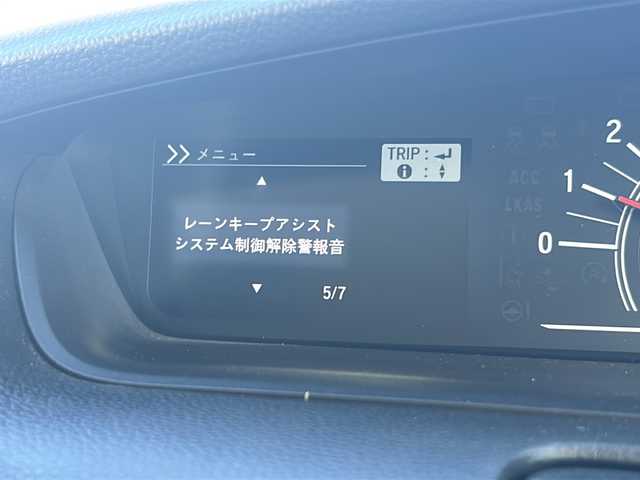 >> メニュー
TRIP :
i :
▲
レーンキープアシスト
システム制御解除警報音
▼
5/7
2
1
0
ACC
LKAS